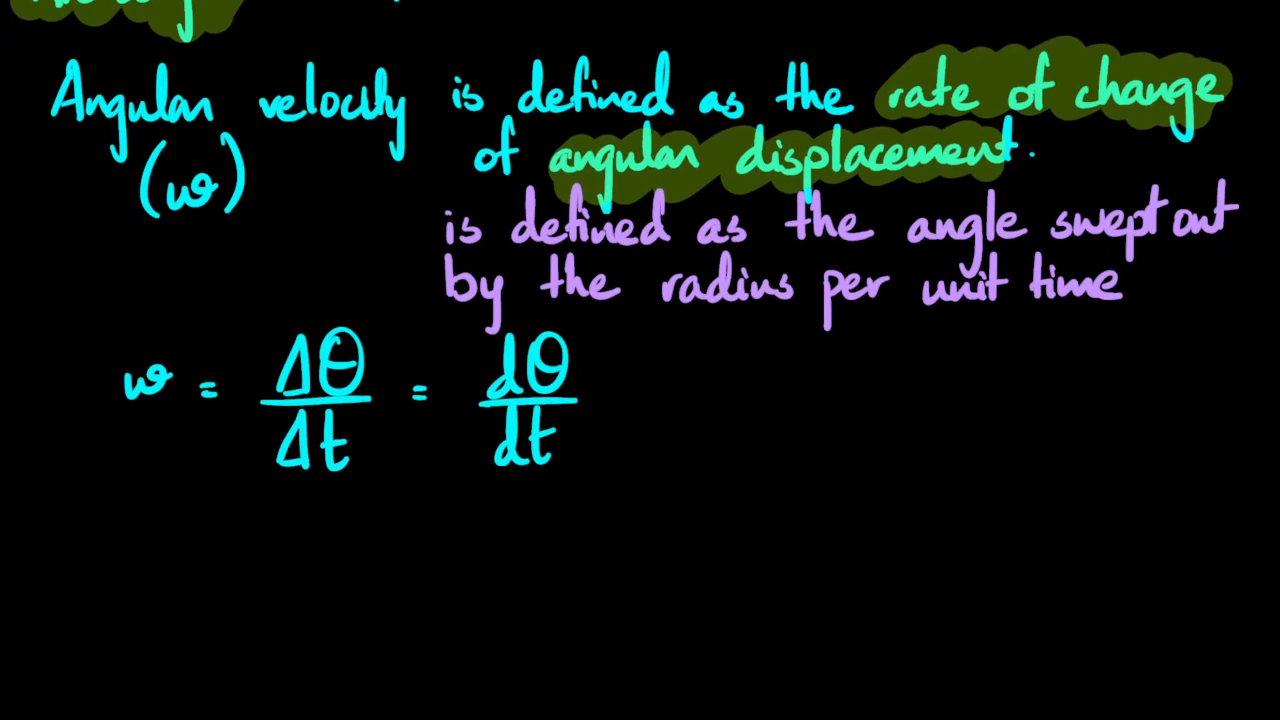 Angular velocity is defined as the rate of change
(ω) of angular displacement.
is defined as the angle swept out
by the radius per unit time
ω = Δθ/Δt = dθ/dt